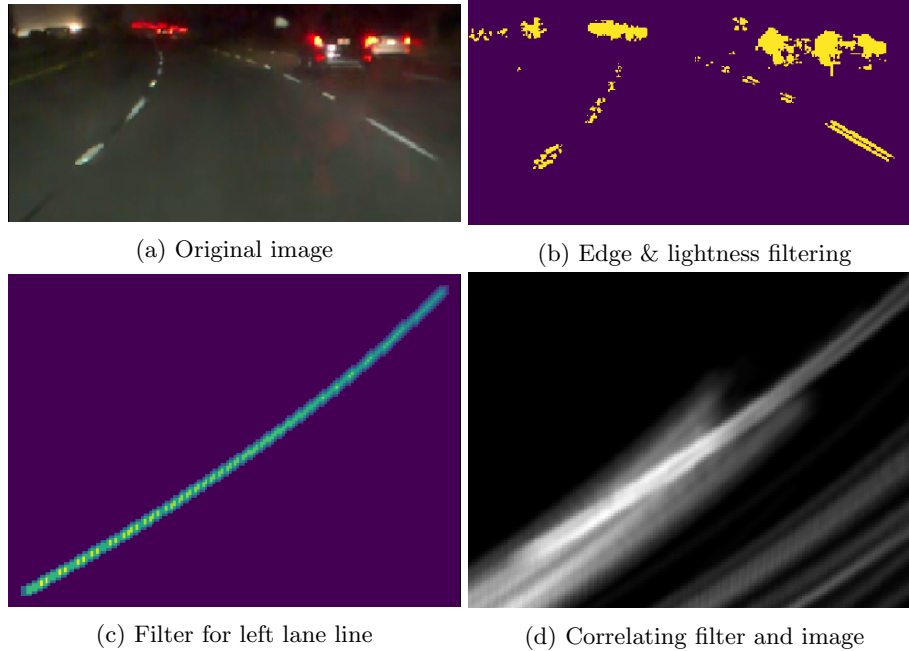 (a) Original image
(b) Edge & lightness filtering
(c) Filter for left lane line
(d) Correlating filter and image